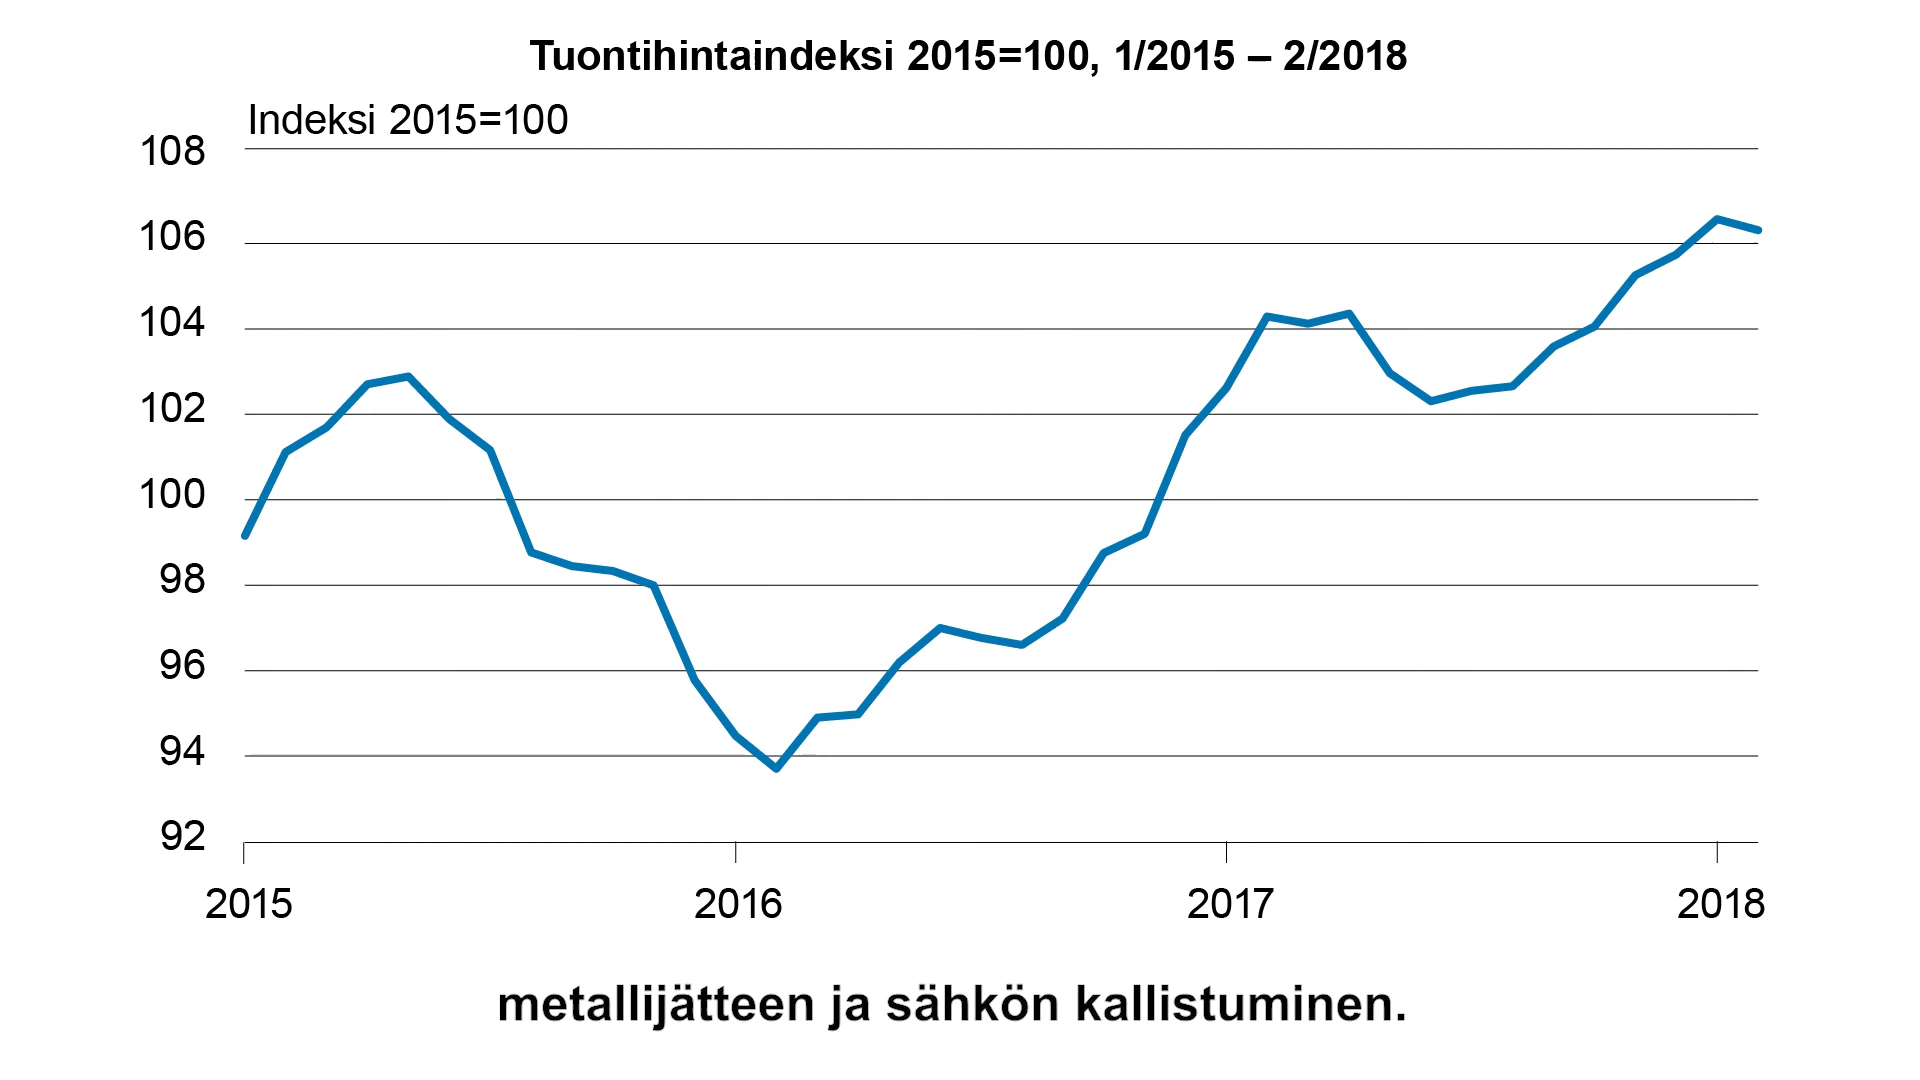 Tuontihintaindeksi 2015=100, 1/2015 – 2/2018
Indeksi 2015=100
108
106
104
102
100
98
96
94
92
2015 2016 2017 2018
metallijätteen ja sähkön kallistuminen.